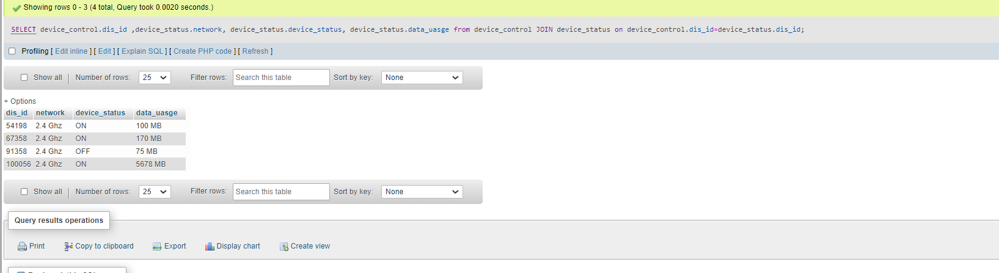 Showing rows 0 - 3 (4 total, Query took 0.0020 seconds.)
SELECT device_control.dis_id ,device_status.network, device_status.device_status, device_status.data_uasge from device_control JOIN device_status on device_control.dis_id=device_status.dis_id;
Profiling [ Edit inline ] [ Edit ] [ Explain SQL ] [ Create PHP code ] [ Refresh ]
Show all | Number of rows: 25 Filter rows: Search this table Sort by key: None
+ Options
dis_id network device_status data_uasge
54198 2.4 Ghz ON 100 MB
67358 2.4 Ghz ON 170 MB
91358 2.4 Ghz OFF 75 MB
100056 2.4 Ghz ON 5678 MB
Show all | Number of rows: 25 Filter rows: Search this table Sort by key: None
Query results operations
Print Copy to clipboard Export Display chart Create view